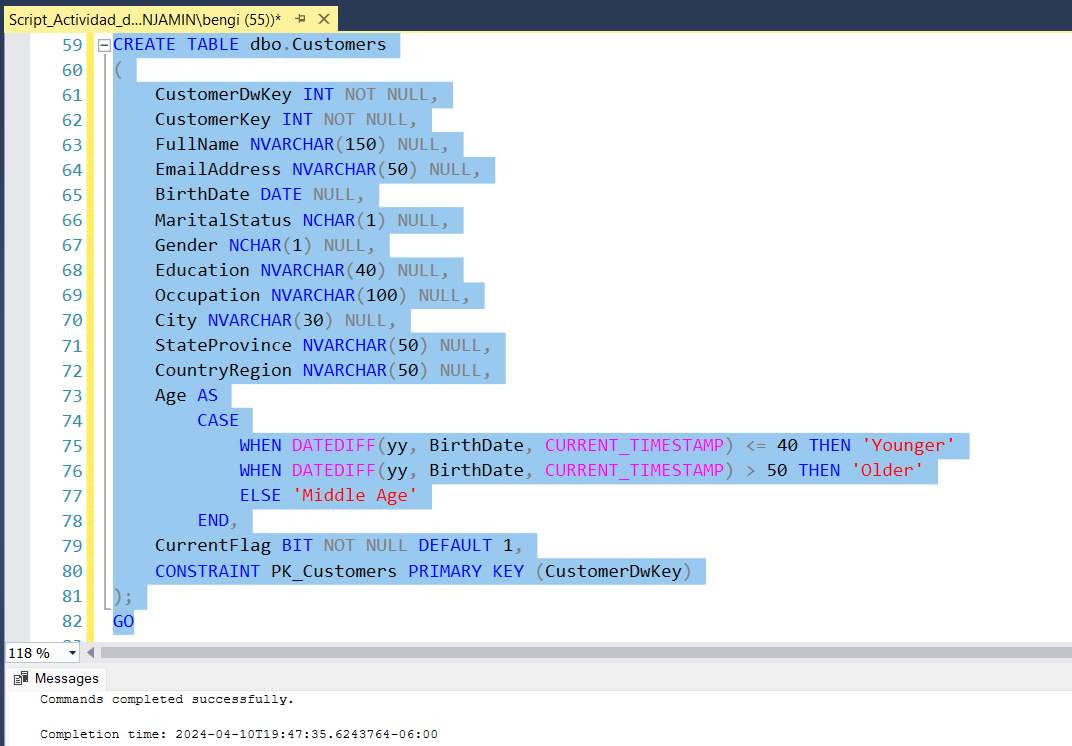 Script_Actividad_d...NJAMIN\bengi (55))*
59 CREATE TABLE dbo.Customers
60 (
61 CustomerDwKey INT NOT NULL,
62 CustomerKey INT NOT NULL,
63 FullName NVARCHAR(150) NULL,
64 EmailAddress NVARCHAR(50) NULL,
65 BirthDate DATE NULL,
66 MaritalStatus NCHAR(1) NULL,
67 Gender NCHAR(1) NULL,
68 Education NVARCHAR(40) NULL,
69 Occupation NVARCHAR(100) NULL,
70 City NVARCHAR(30) NULL,
71 StateProvince NVARCHAR(50) NULL,
72 CountryRegion NVARCHAR(50) NULL,
73 Age AS
74 CASE
75 WHEN DATEDIFF(yy, BirthDate, CURRENT_TIMESTAMP) <= 40 THEN 'Younger'
76 WHEN DATEDIFF(yy, BirthDate, CURRENT_TIMESTAMP) > 50 THEN 'Older'
77 ELSE 'Middle Age'
78 END,
79 CurrentFlag BIT NOT NULL DEFAULT 1,
80 CONSTRAINT PK_Customers PRIMARY KEY (CustomerDwKey)
81 );
82 GO
118 %
Messages
Commands completed successfully.
Completion time: 2024-04-10T19:47:35.6243764-06:00